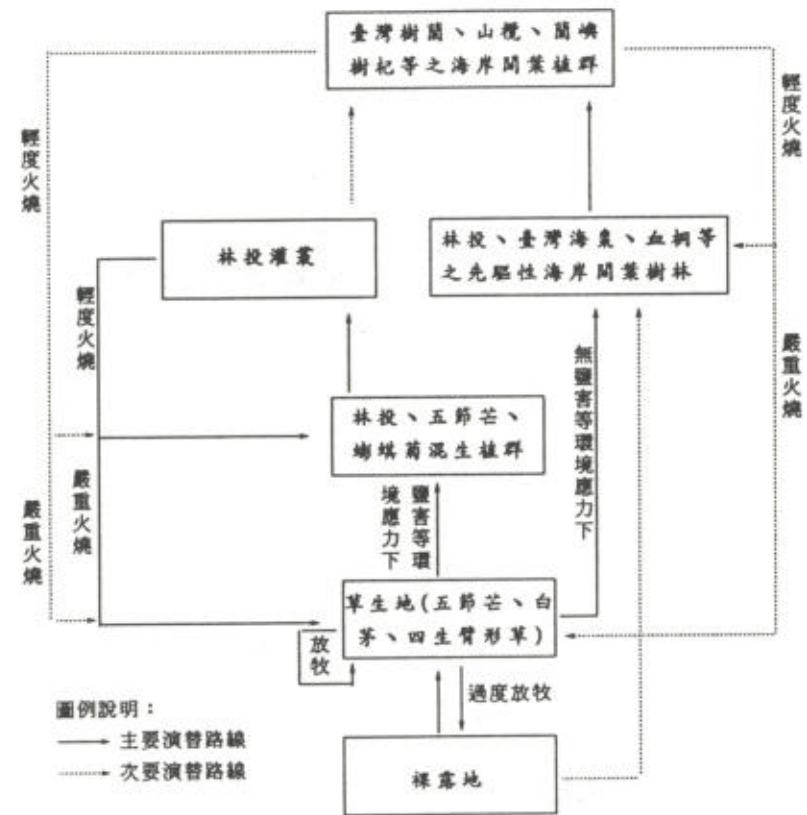 臺灣樹蘭、山欖、蘭嶼
樹杞等之海岸闊葉植群
輕度火燒
輕度火燒
林投灌叢
林投、臺灣海棗、血桐等
之先驅性海岸闊葉樹林
輕度火燒
嚴重火燒
無鹽害等環境應力下
林投、五節芒、
蟛蜞菊混生植群
嚴重火燒
嚴重火燒
鹽害等環
境應力下
草生地(五節芒、白
茅、四生臂形草)
放牧
過度放牧
圖例說明：
主要演替路線
次要演替路線
裸露地